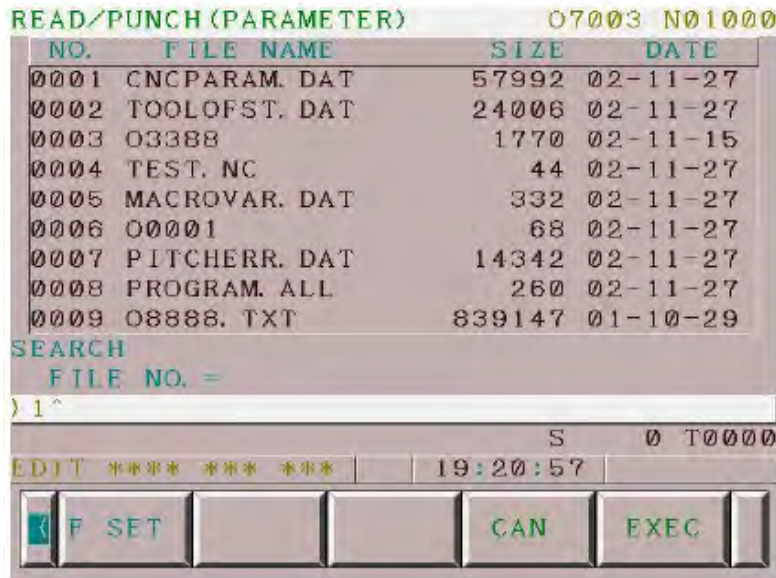 READ/PUNCH(PARAMETER) O7003 N01000
NO. FILE NAME SIZE DATE
0001 CNCPARAM. DAT 57992 02-11-27
0002 TOOLOFST. DAT 24006 02-11-27
0003 O3388 1770 02-11-15
0004 TEST. NC 44 02-11-27
0005 MACROVAR. DAT 332 02-11-27
0006 O0001 68 02-11-27
0007 PITCHERR. DAT 14342 02-11-27
0008 PROGRAM. ALL 260 02-11-27
0009 O8888. TXT 839147 01-10-29
SEARCH
FILE NO. =
) 1^
S 0 T0000
EDIT **** *** *** 19:20:57
F SET CAN EXEC